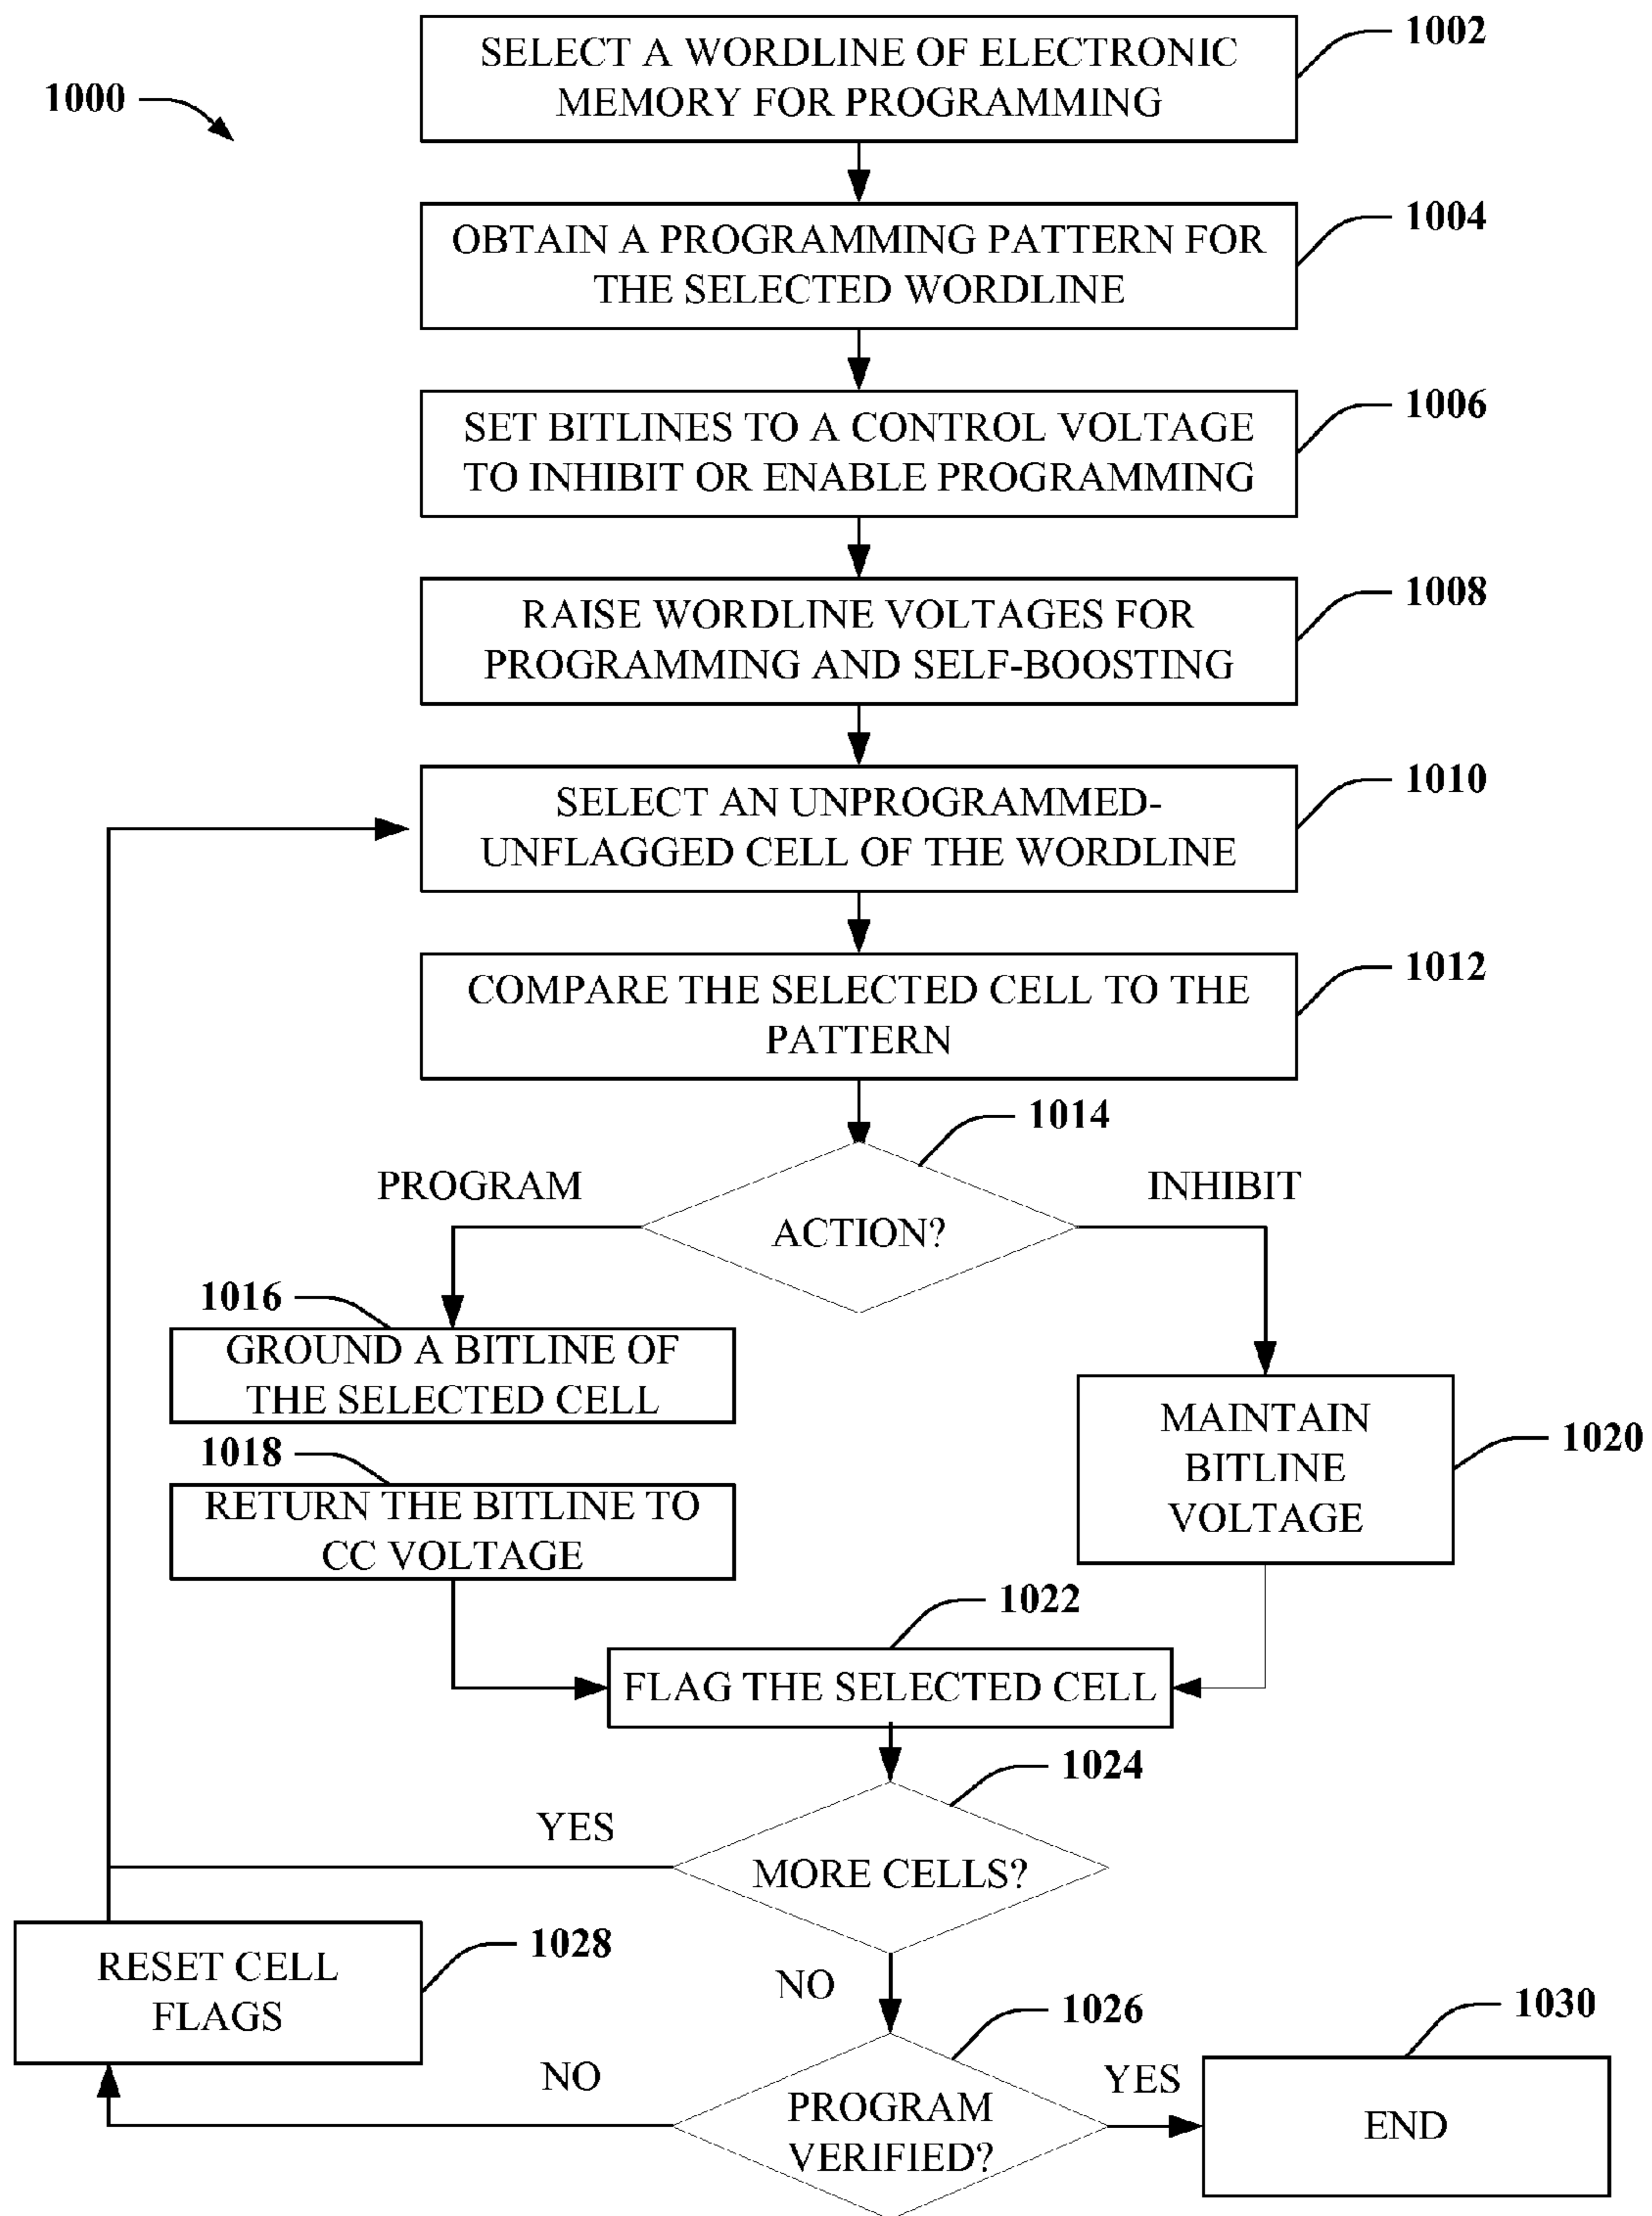 1000
SELECT A WORDLINE OF ELECTRONIC
MEMORY FOR PROGRAMMING
1002
OBTAIN A PROGRAMMING PATTERN FOR
THE SELECTED WORDLINE
1004
SET BITLINES TO A CONTROL VOLTAGE
TO INHIBIT OR ENABLE PROGRAMMING
1006
RAISE WORDLINE VOLTAGES FOR
PROGRAMMING AND SELF-BOOSTING
1008
SELECT AN UNPROGRAMMED-
UNFLAGGED CELL OF THE WORDLINE
1010
COMPARE THE SELECTED CELL TO THE
PATTERN
1012
1014
PROGRAM
INHIBIT
ACTION?
1016
GROUND A BITLINE OF
THE SELECTED CELL
1018
RETURN THE BITLINE TO
CC VOLTAGE
MAINTAIN
BITLINE
VOLTAGE
1020
1022
FLAG THE SELECTED CELL
1024
YES
MORE CELLS?
RESET CELL
FLAGS
1028
NO
1026
1030
NO
YES
PROGRAM
VERIFIED?
END